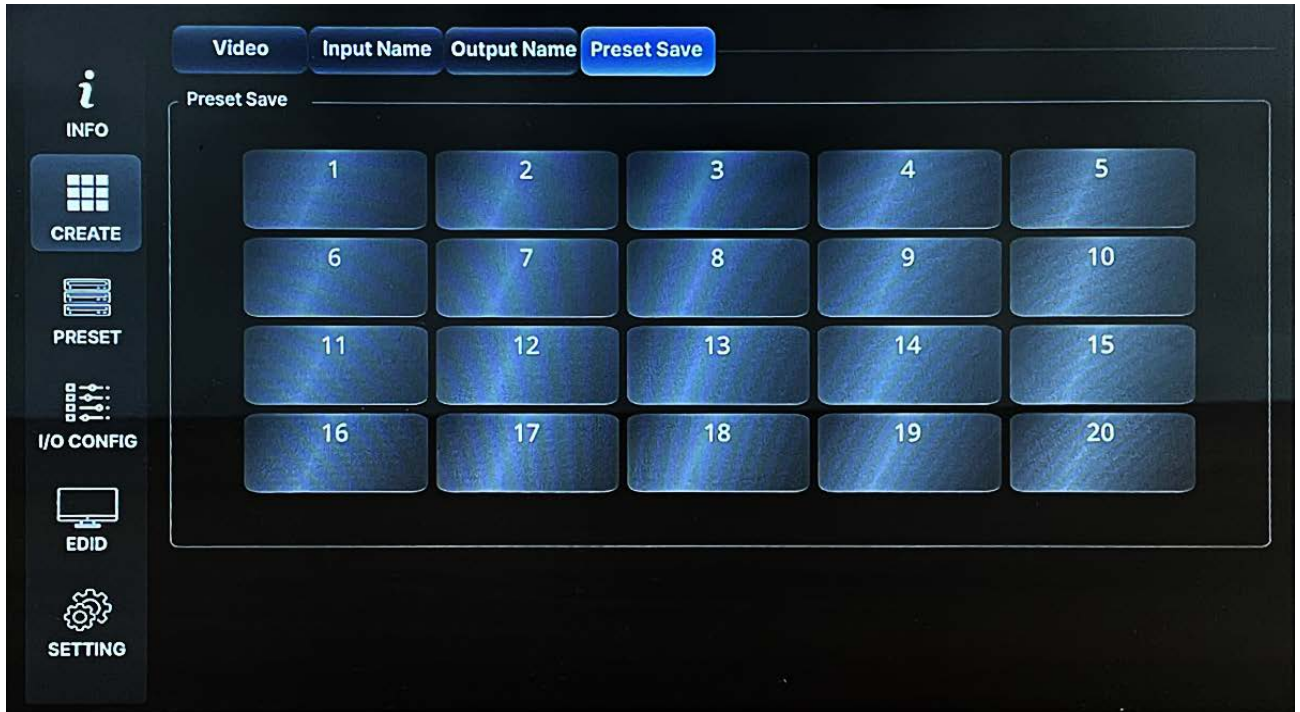 Video Input Name Output Name Preset Save
INFO
CREATE
PRESET
I/O CONFIG
EDID
SETTING
Preset Save
1 2 3 4 5
6 7 8 9 10
11 12 13 14 15
16 17 18 19 20